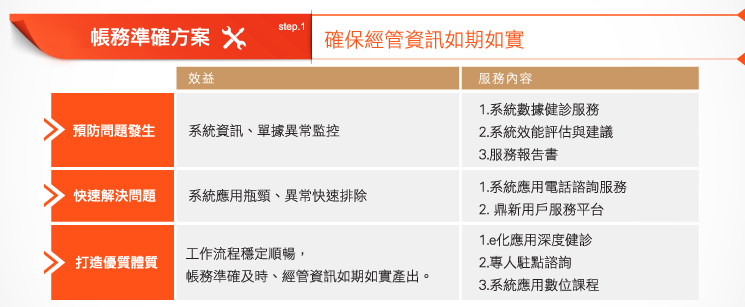 帳務準確方案
step.1
確保經管資訊如期如實
效益
服務內容
預防問題發生
系統資訊、單據異常監控
1.系統數據健診服務
2.系統效能評估與建議
3.服務報告書
快速解決問題
系統應用瓶頸、異常快速排除
1.系統應用電話諮詢服務
2. 鼎新用戶服務平台
打造優質體質
工作流程穩定順暢，
帳務準確及時、經管資訊如期如實產出。
1.e化應用深度健診
2.專人駐點諮詢
3.系統應用數位課程